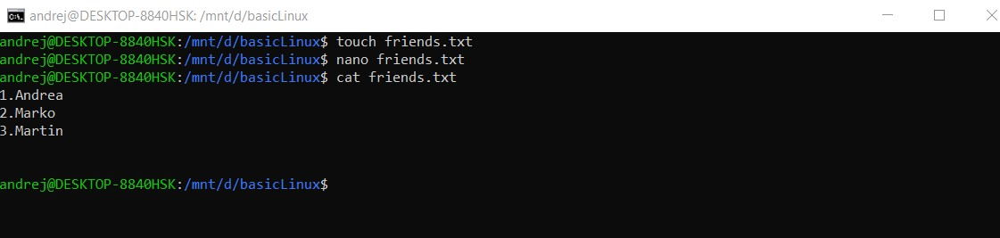 andrej@DESKTOP-8840HSK: /mnt/d/basicLinux
andrej@DESKTOP-8840HSK:/mnt/d/basicLinux$ touch friends.txt
andrej@DESKTOP-8840HSK:/mnt/d/basicLinux$ nano friends.txt
andrej@DESKTOP-8840HSK:/mnt/d/basicLinux$ cat friends.txt
1.Andrea
2.Marko
3.Martin
andrej@DESKTOP-8840HSK:/mnt/d/basicLinux$